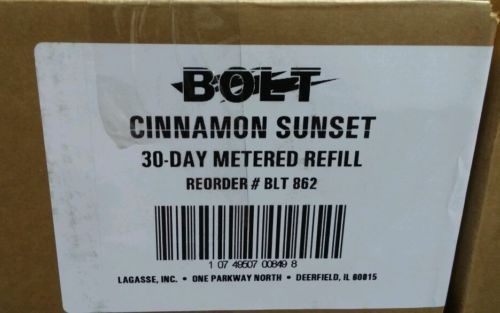 BOLT
CINNAMON SUNSET
30-DAY METERED REFILL
REORDER # BLT 862
1 07 49507 00849 8
LAGASSE, INC. • ONE PARKWAY NORTH • DEERFIELD, IL 60015